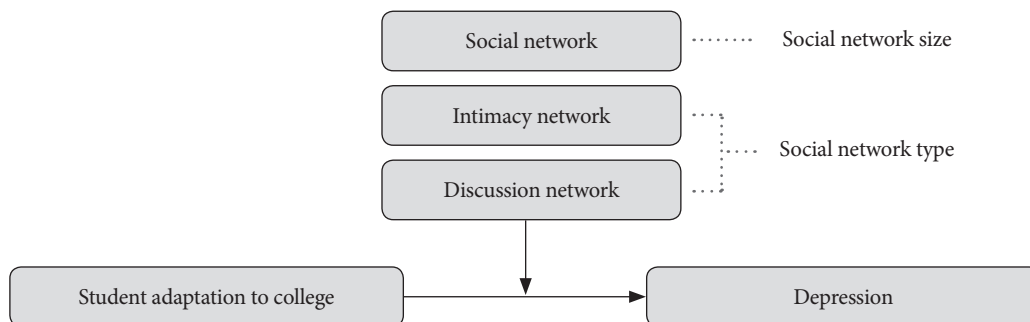 Social network
Social network size
Intimacy network
Social network type
Discussion network
Student adaptation to college
Depression